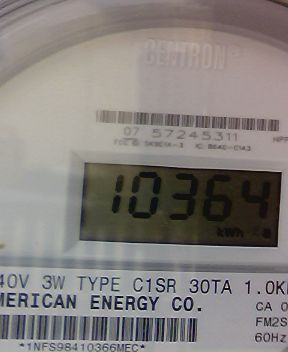 CENTRON®
07 57245311
10364
kWh
40V 3W TYPE C1SR 30TA 1.0K
MERICAN ENERGY CO.
CA 0
FM2S
60Hz
*1NFS98410366MEC*